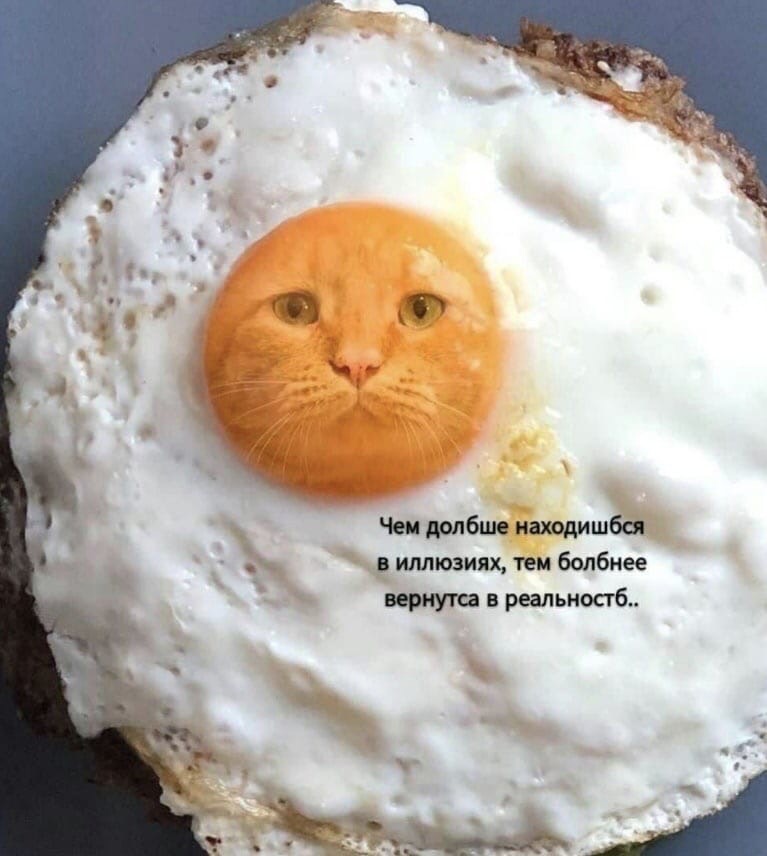 Чем долбше находишбся
в иллюзиях, тем болбнее
вернутса в реальностб..